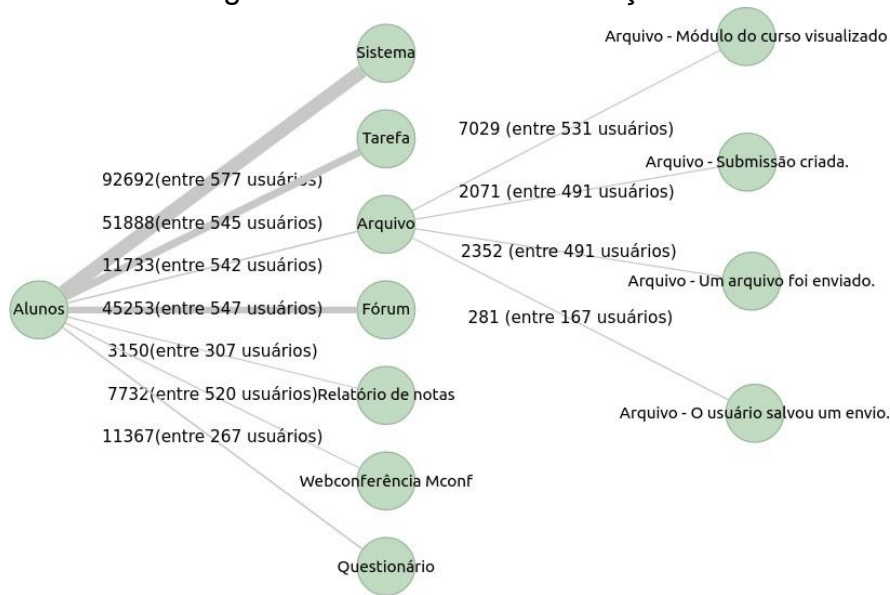 Sistema
Tarefa
Arquivo
Fórum
Relatório de notas
Webconferência Mconf
Questionário
Alunos
92692(entre 577 usuários)
51888(entre 545 usuários)
11733(entre 542 usuários)
45253(entre 547 usuários)
3150(entre 307 usuários)
7732(entre 520 usuários)
11367(entre 267 usuários)
7029 (entre 531 usuários)
2071 (entre 491 usuários)
2352 (entre 491 usuários)
281 (entre 167 usuários)
Arquivo - Módulo do curso visualizado
Arquivo - Submissão criada.
Arquivo - Um arquivo foi enviado.
Arquivo - O usuário salvou um envio.